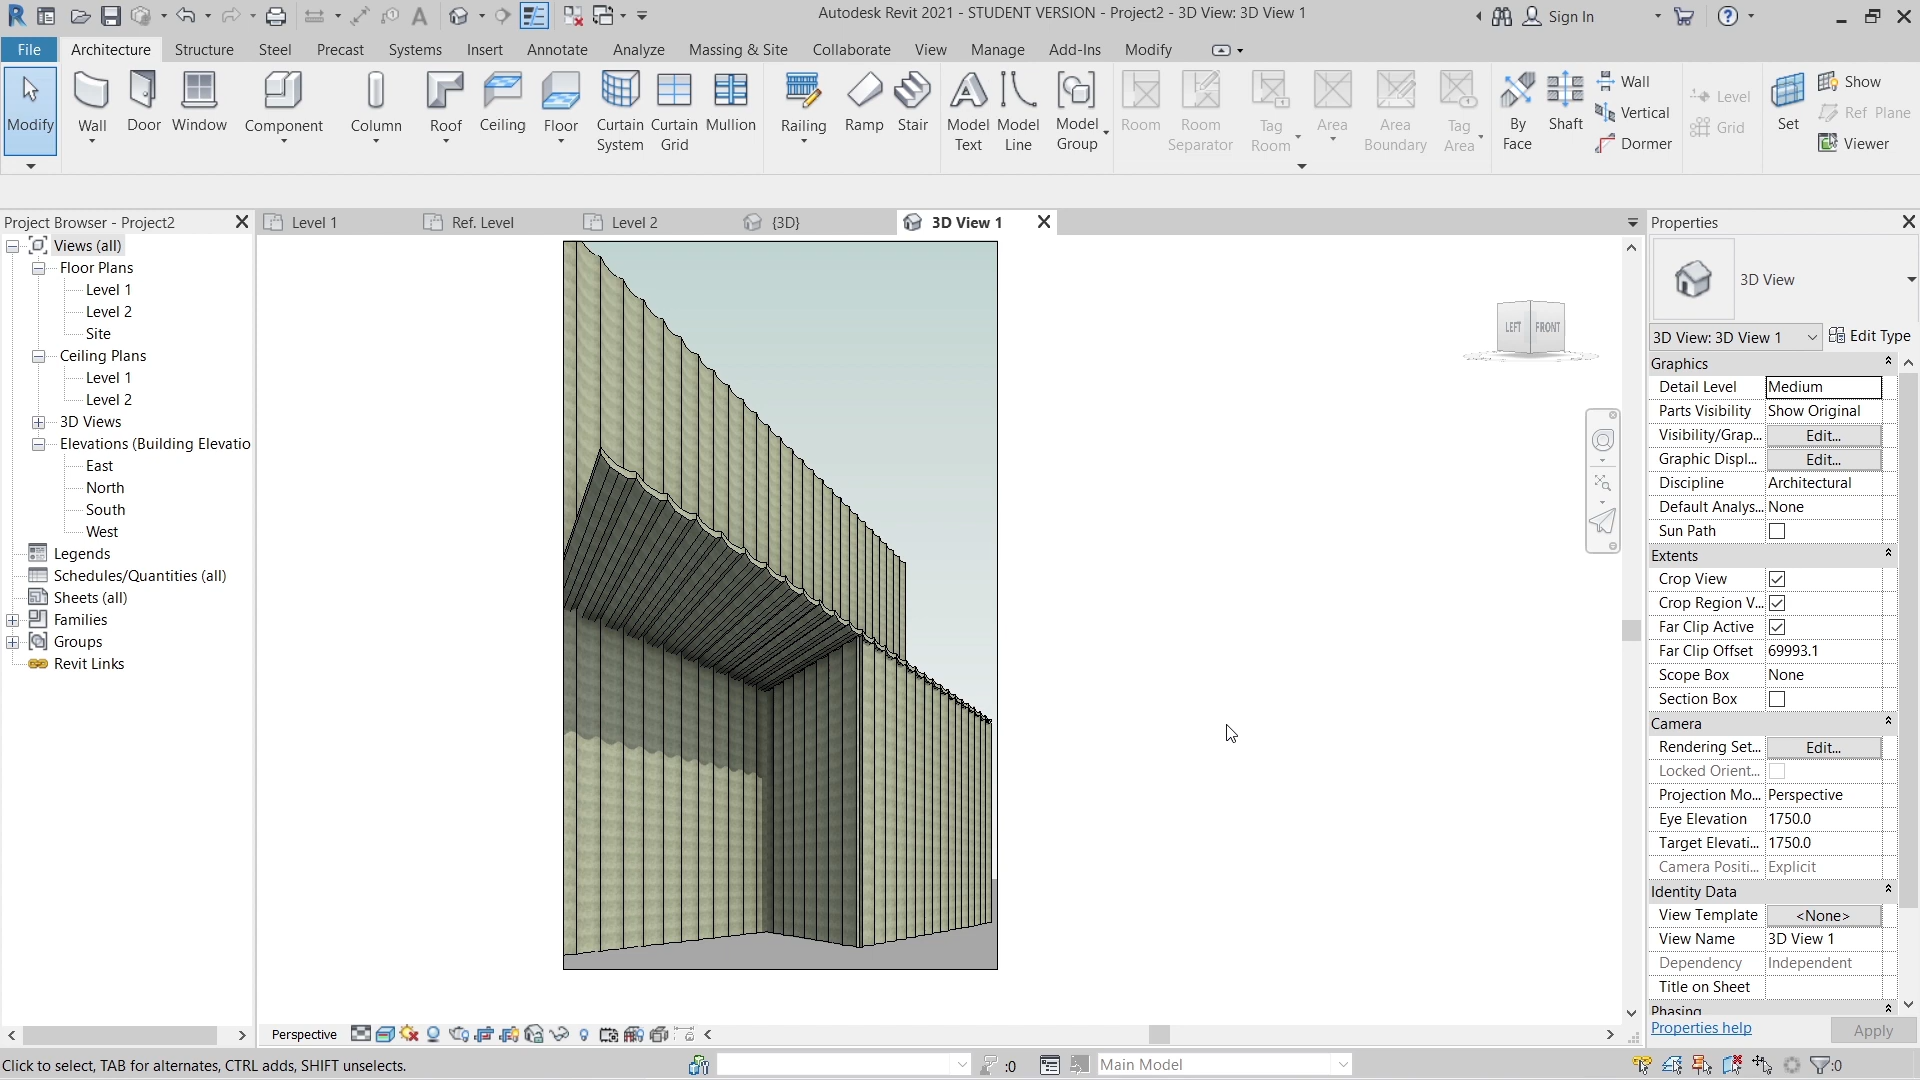 Autodesk Revit 2021 - STUDENT VERSION - Project2 - 3D View: 3D View 1
Sign In
File
Architecture
Structure
Steel
Precast
Systems
Insert
Annotate
Analyze
Massing & Site
Collaborate
View
Manage
Add-Ins
Modify
Modify
Wall
Door
Window
Component
Column
Roof
Ceiling
Floor
Curtain System
Curtain Grid
Mullion
Railing
Ramp
Stair
Model Text
Model Line
Model Group
Room
Room Separator
Tag Room
Area
Area Boundary
Tag Area
By Face
Shaft
Wall
Vertical
Dormer
Level
Grid
Set
Show
Ref Plane
Viewer
Project Browser - Project2
Level 1
Ref. Level
Level 2
{3D}
3D View 1
Views (all)
Floor Plans
Level 1
Level 2
Site
Ceiling Plans
Level 1
Level 2
3D Views
Elevations (Building Elevatio
East
North
South
West
Legends
Schedules/Quantities (all)
Sheets (all)
Families
Groups
Revit Links
LEFT
FRONT
Properties
3D View
3D View: 3D View 1
Edit Type
Graphics
Detail Level Medium
Parts Visibility Show Original
Visibility/Grap... Edit...
Graphic Displ... Edit...
Discipline Architectural
Default Analys... None
Sun Path
Extents
Crop View
Crop Region V...
Far Clip Active
Far Clip Offset 69993.1
Scope Box None
Section Box
Camera
Rendering Set... Edit...
Locked Orient...
Projection Mo... Perspective
Eye Elevation 1750.0
Target Elevati... 1750.0
Camera Positi... Explicit
Identity Data
View Template <None>
View Name 3D View 1
Dependency Independent
Title on Sheet
Phasing
Properties help
Apply
Perspective
Click to select, TAB for alternates, CTRL adds, SHIFT unselects.
:0
Main Model
:0